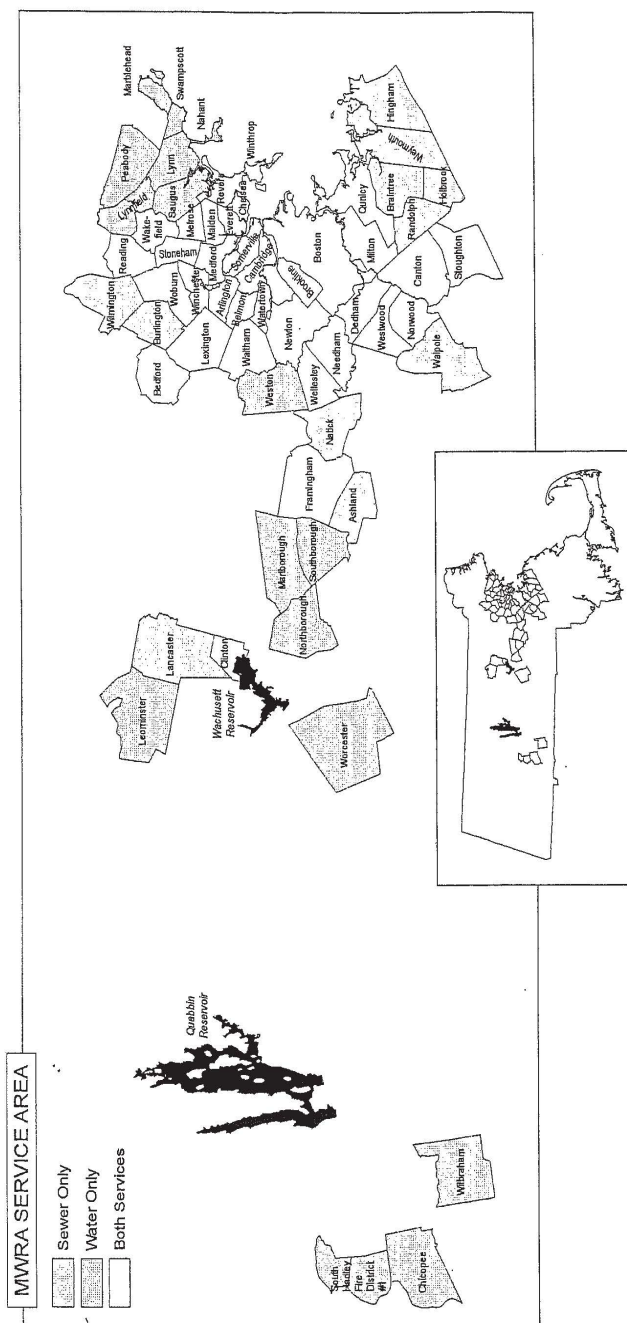 MWRA SERVICE AREA
Sewer Only
Water Only
Both Services
Quabbin
Reservoir
South
Hadley
Fire
District
#1
Chicopee
Wilbraham
Leominster
Lancaster
Clinton
Wachusett
Reservoir
Worcester
Northborough
Marlborough
Southborough
Framingham
Ashland
Natick
Bedford
Wilmington
Burlington
Lexington
Waltham
Weston
Wellesley
Newton
Needham
Reading
Woburn
Winchester
Arlington
Belmont
Watertown
Stoneham
Medford
Somerville
Cambridge
Brookline
Boston
Lynnfield
Wake-
field
Melrose
Malden
Everett
Chelsea
Revere
Saugus
Peabody
Lynn
Marblehead
Swampscott
Nahant
Winthrop
Dedham
Westwood
Norwood
Walpole
Canton
Stoughton
Milton
Quincy
Braintree
Randolph
Holbrook
Weymouth
Hingham